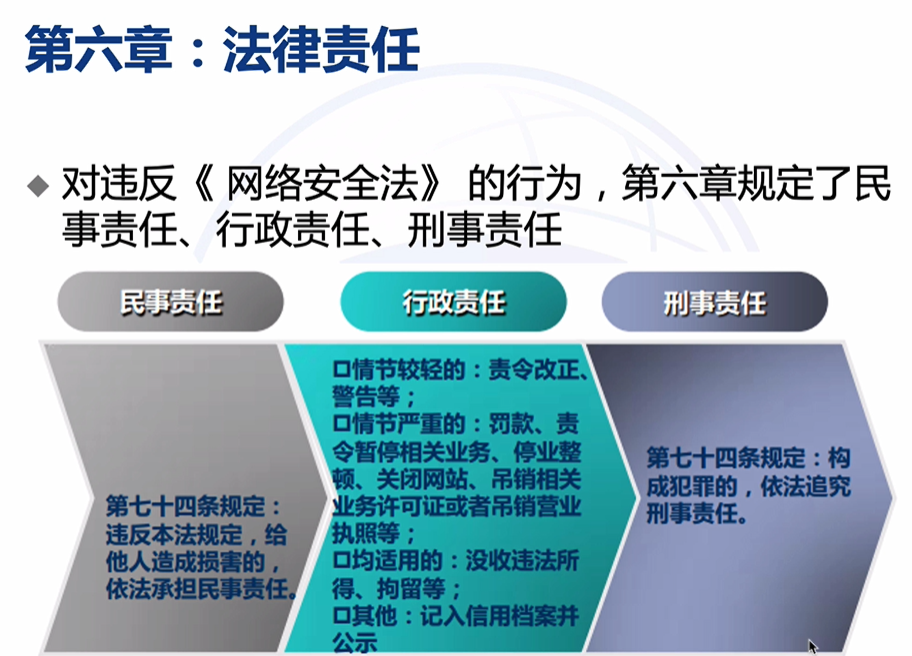 第六章：法律责任
◆对违反《 网络安全法》 的行为，第六章规定了民
事责任、行政责任、刑事责任
民事责任
行政责任
刑事责任
第七十四条规定：
违反本法规定，给
他人造成损害的，
依法承担民事责任。
□情节较轻的：责令改正、
警告等；
□情节严重的：罚款、责
令暂停相关业务、停业整
顿、关闭网站、吊销相关
业务许可证或者吊销营业
执照等；
□均适用的：没收违法所
得、拘留等；
□其他：记入信用档案并
公示
第七十四条规定：构
成犯罪的，依法追究
刑事责任。